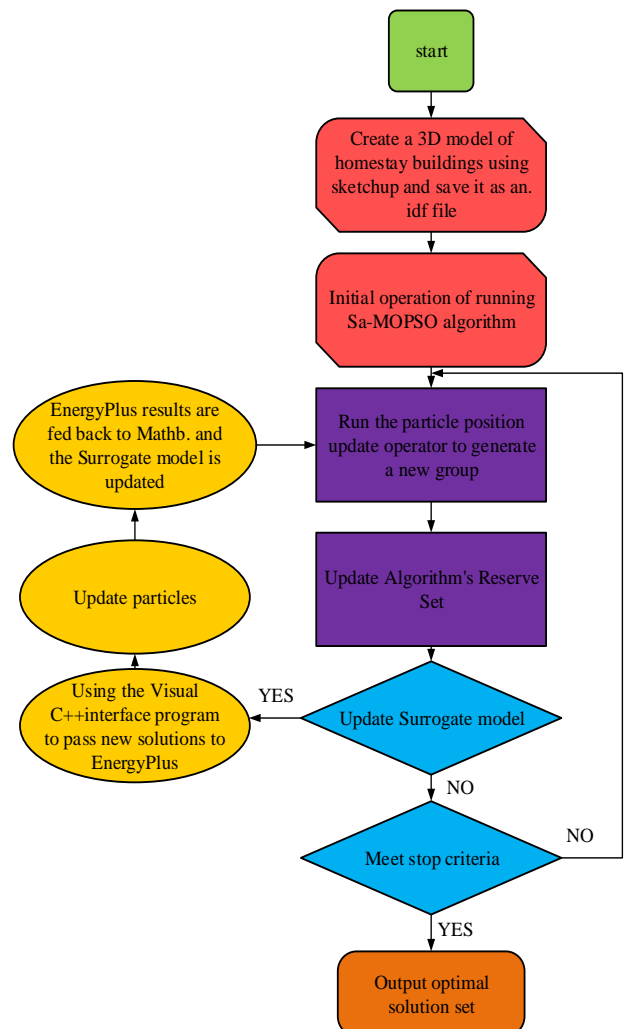 start
Create a 3D model of
homestay buildings using
sketchup and save it as an.
idf file
Initial operation of running
Sa-MOPSO algorithm
EnergyPlus results are
fed back to Mathb. and
the Surrogate model is
updated
Run the particle position
update operator to generate
a new group
Update particles
Update Algorithm's Reserve
Set
Using the Visual
C++interface program
to pass new solutions to
EnergyPlus
YES
Update Surrogate model
NO
Meet stop criteria
NO
YES
Output optimal
solution set